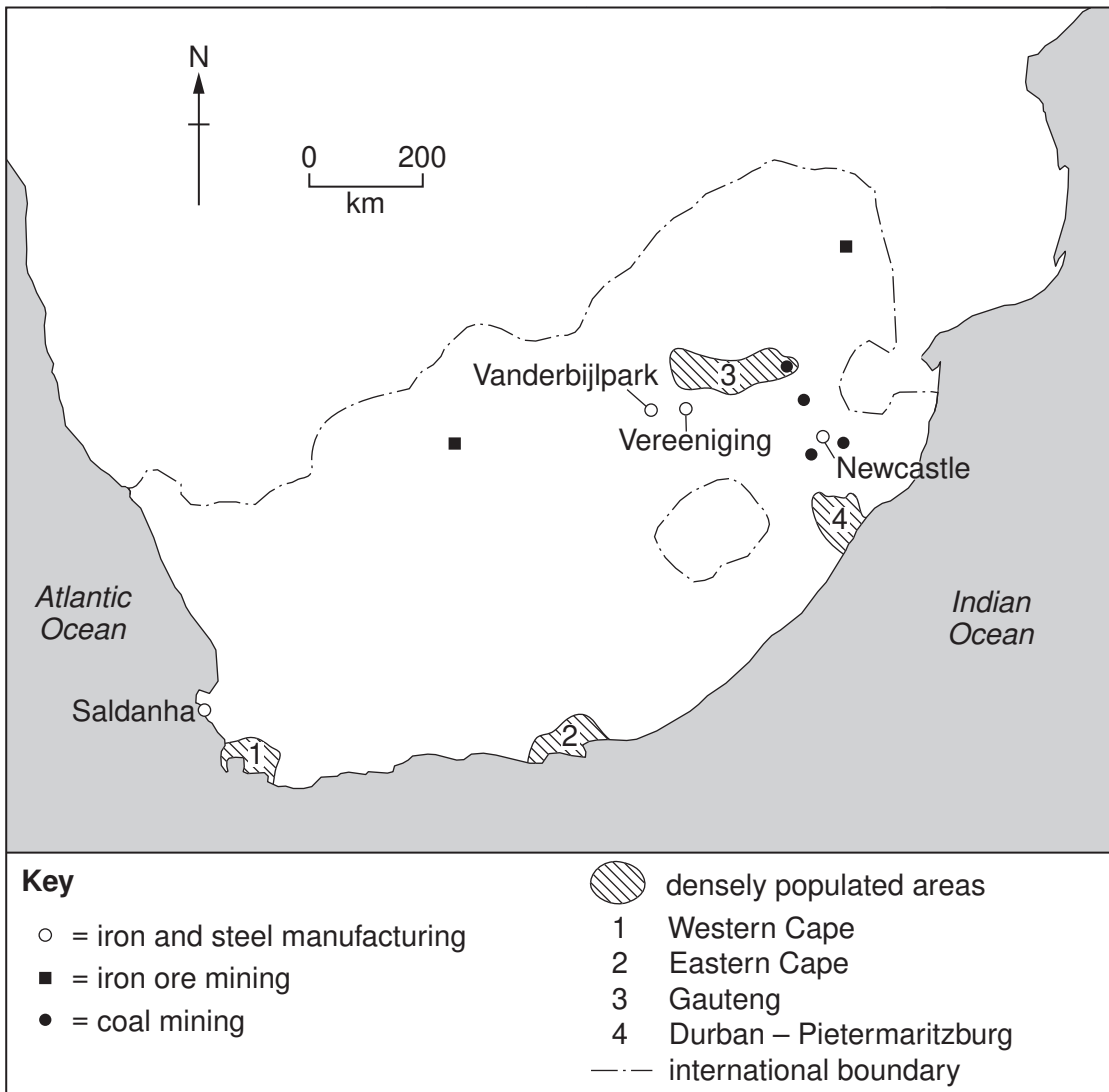 N
0 200
km
Vanderbijlpark
3
Vereeniging
Newcastle
4
Atlantic
Ocean
Indian
Ocean
Saldanha
1
2
Key
= iron and steel manufacturing
= iron ore mining
= coal mining
densely populated areas
1 Western Cape
2 Eastern Cape
3 Gauteng
4 Durban – Pietermaritzburg
international boundary